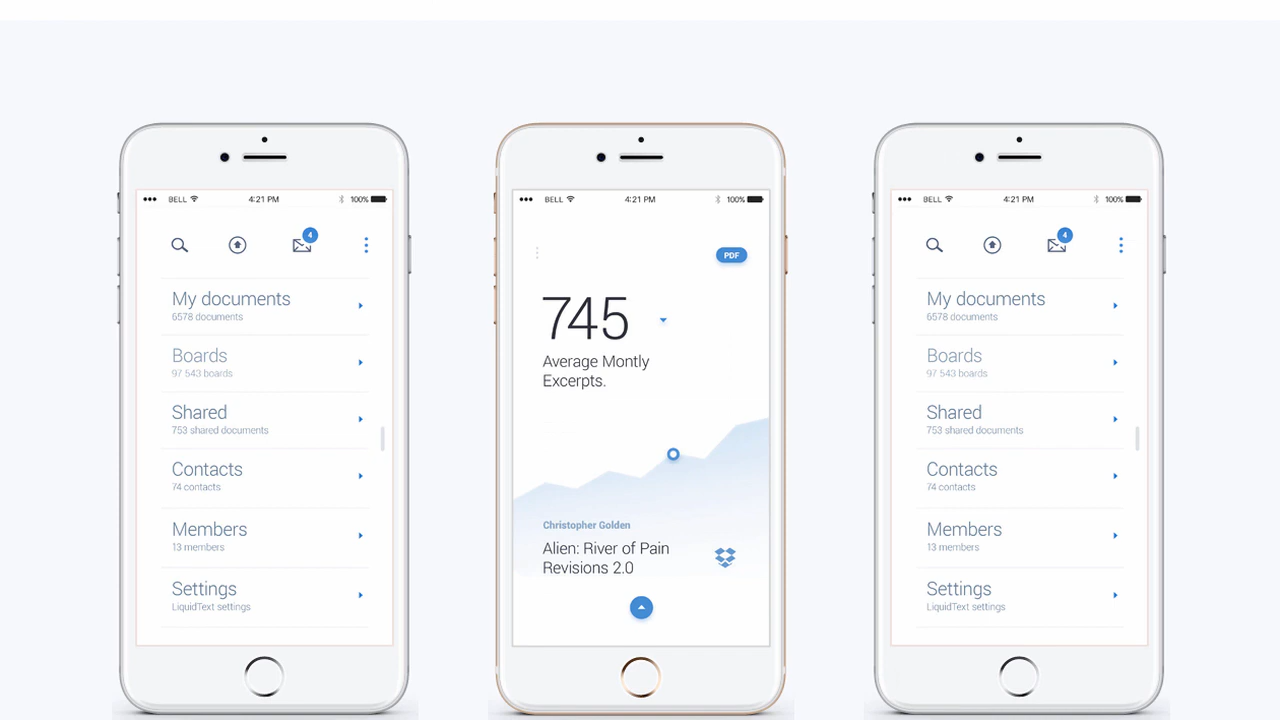 BELL 4:21 PM 100%
4
My documents
6578 documents
Boards
97 543 boards
Shared
753 shared documents
Contacts
74 contacts
Members
13 members
Settings
LiquidText settings
BELL 4:21 PM 100%
PDF
745
Average Montly
Excerpts.
Christopher Golden
Alien: River of Pain
Revisions 2.0
BELL 4:21 PM 100%
4
My documents
6578 documents
Boards
97 543 boards
Shared
753 shared documents
Contacts
74 contacts
Members
13 members
Settings
LiquidText settings